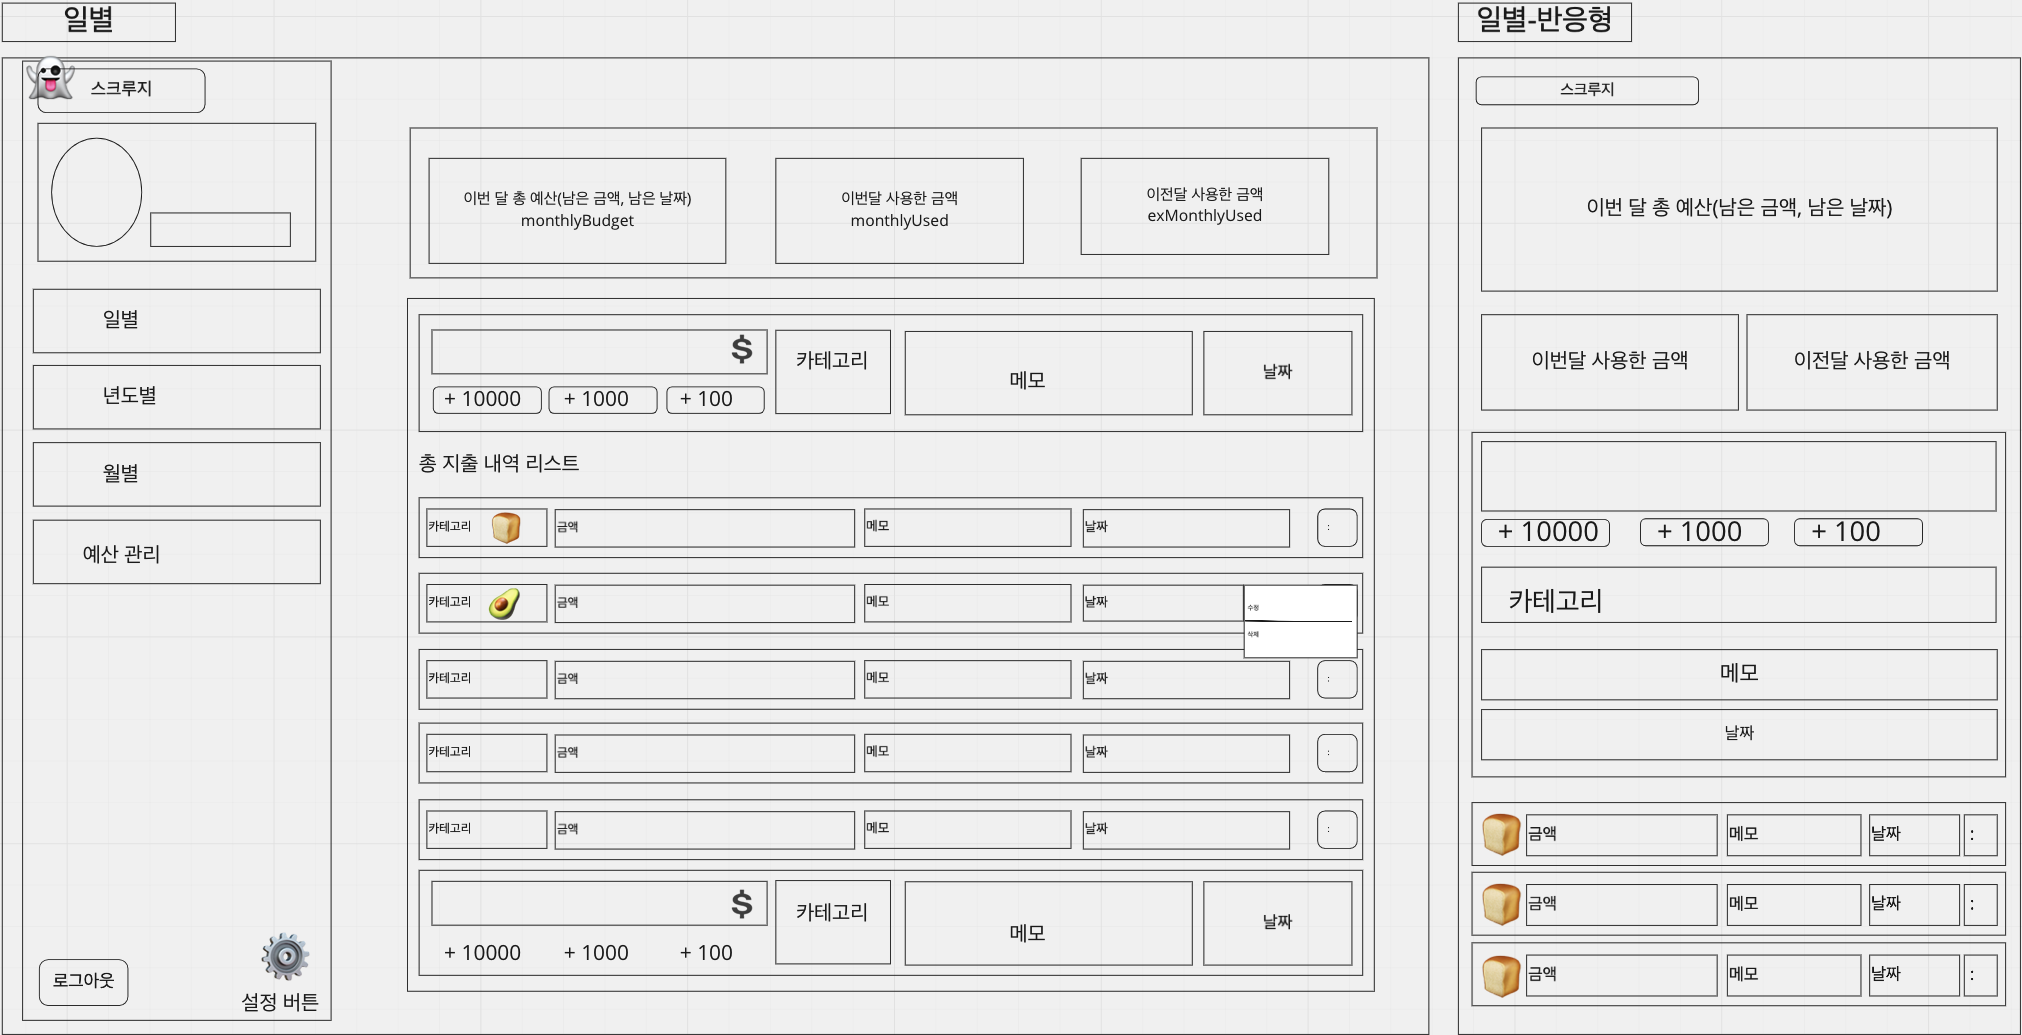 일별
스크루지
일별
년도별
월별
예산 관리
로그아웃
설정 버튼
이번 달 총 예산(남은 금액, 남은 날짜)
monthlyBudget
이번달 사용한 금액
monthlyUsed
이전달 사용한 금액
exMonthlyUsed
$
+ 10000
+ 1000
+ 100
카테고리
메모
날짜
총 지출 내역 리스트
카테고리
금액
메모
날짜
:
카테고리
금액
메모
날짜
수정
삭제
카테고리
금액
메모
날짜
:
카테고리
금액
메모
날짜
:
카테고리
금액
메모
날짜
:
$
+ 10000
+ 1000
+ 100
카테고리
메모
날짜
일별-반응형
스크루지
이번 달 총 예산(남은 금액, 남은 날짜)
이번달 사용한 금액
이전달 사용한 금액
+ 10000
+ 1000
+ 100
카테고리
메모
날짜
금액
메모
날짜
:
금액
메모
날짜
:
금액
메모
날짜
: